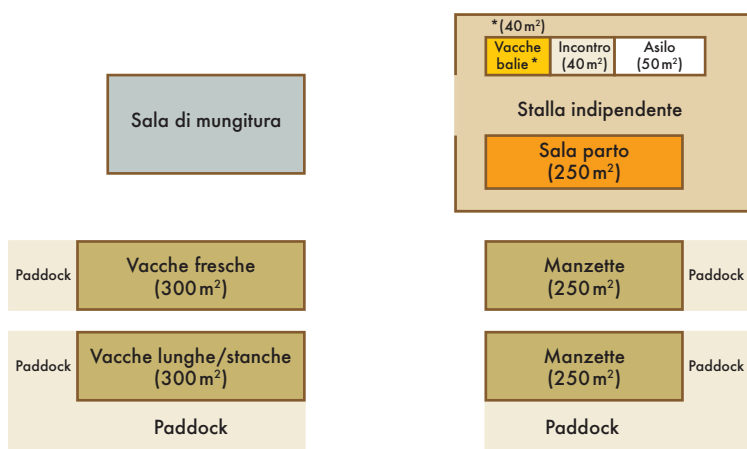 *(40 m²)
Vacche
balie*
Incontro
(40 m²)
Asilo
(50 m²)
Sala di mungitura
Stalla indipendente
Sala parto
(250 m²)
Paddock
Vacche fresche
(300 m²)
Manzette
(250 m²)
Paddock
Paddock
Vacche lunghe/stanche
(300 m²)
Manzette
(250 m²)
Paddock
Paddock
Paddock